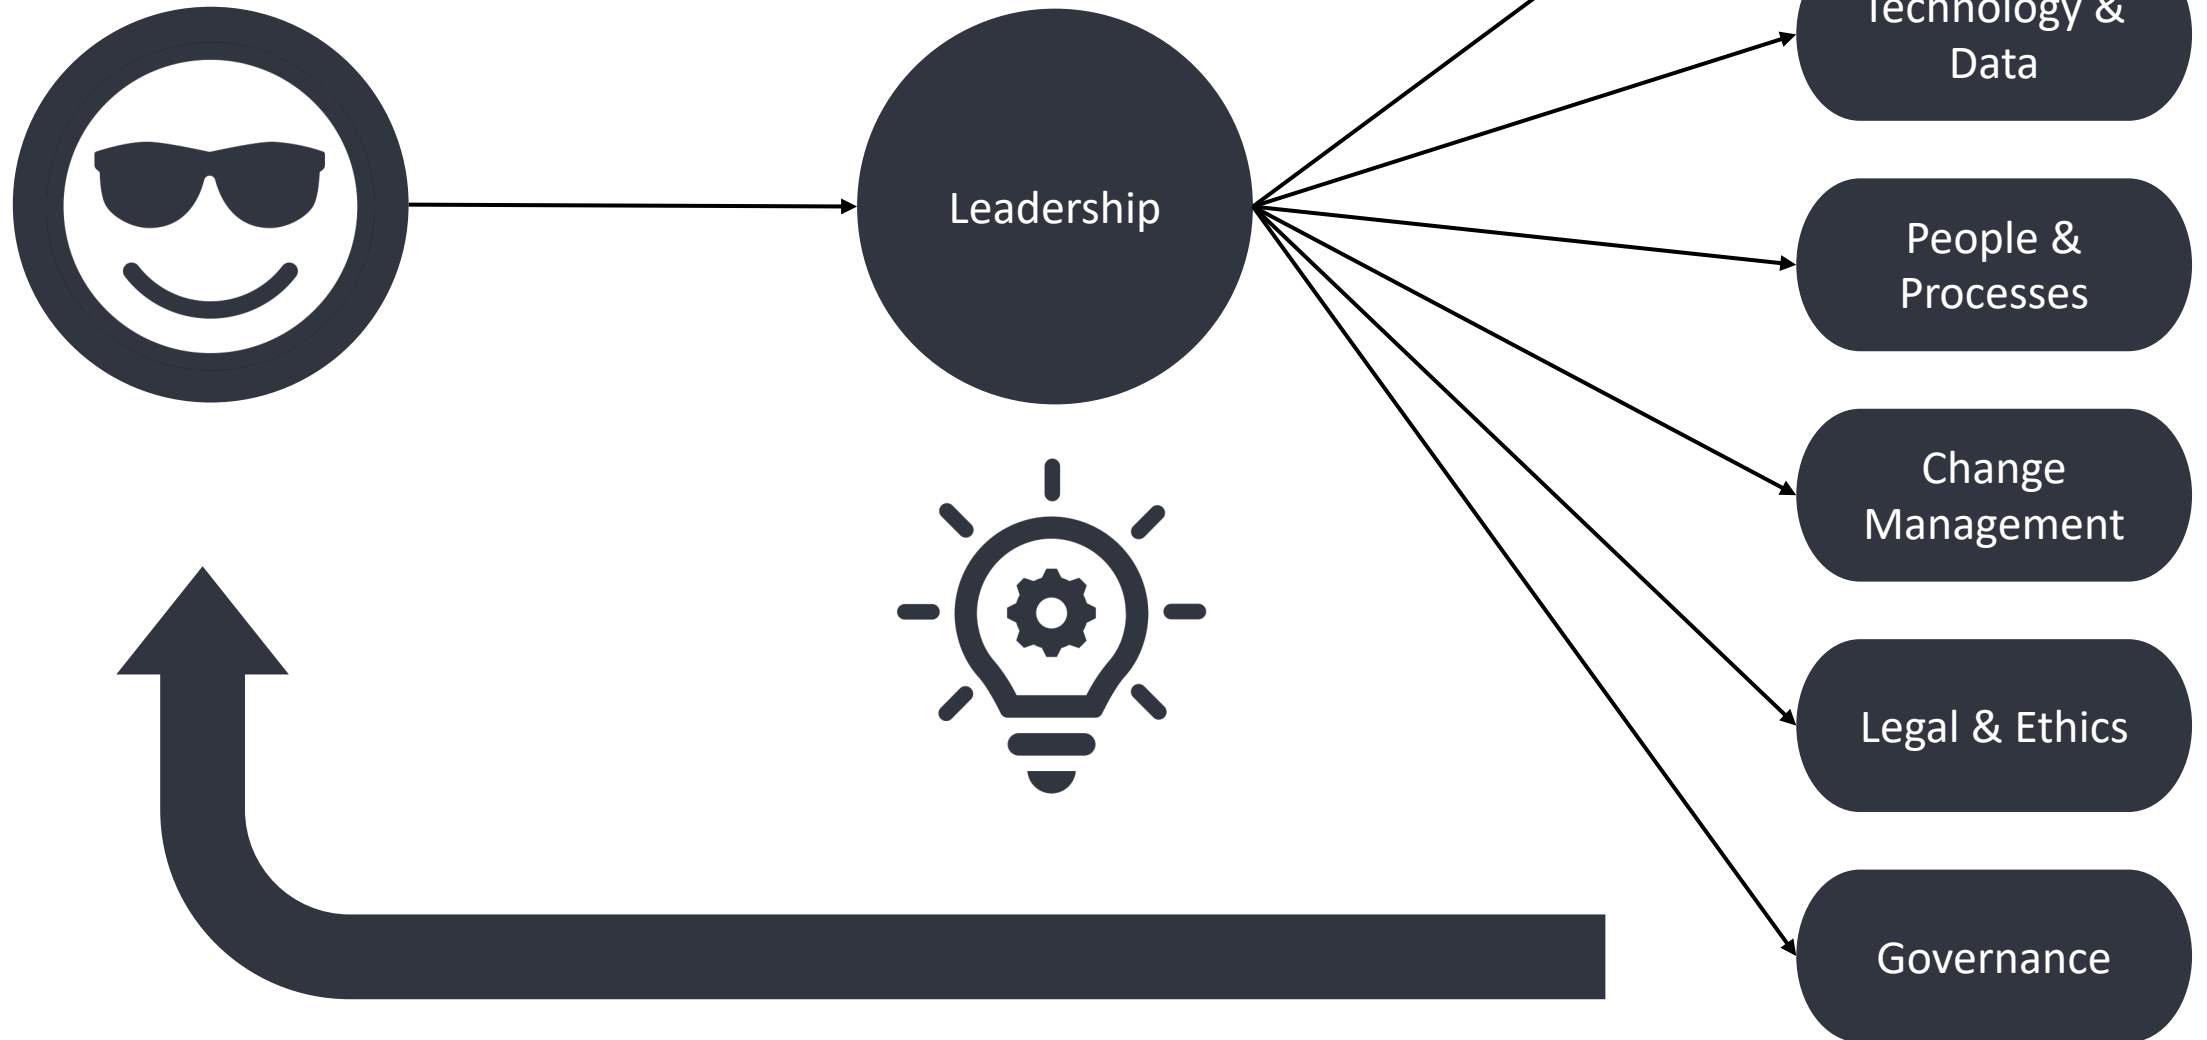 Technology &
Data
Leadership
People &
Processes
Change
Management
Legal & Ethics
Governance